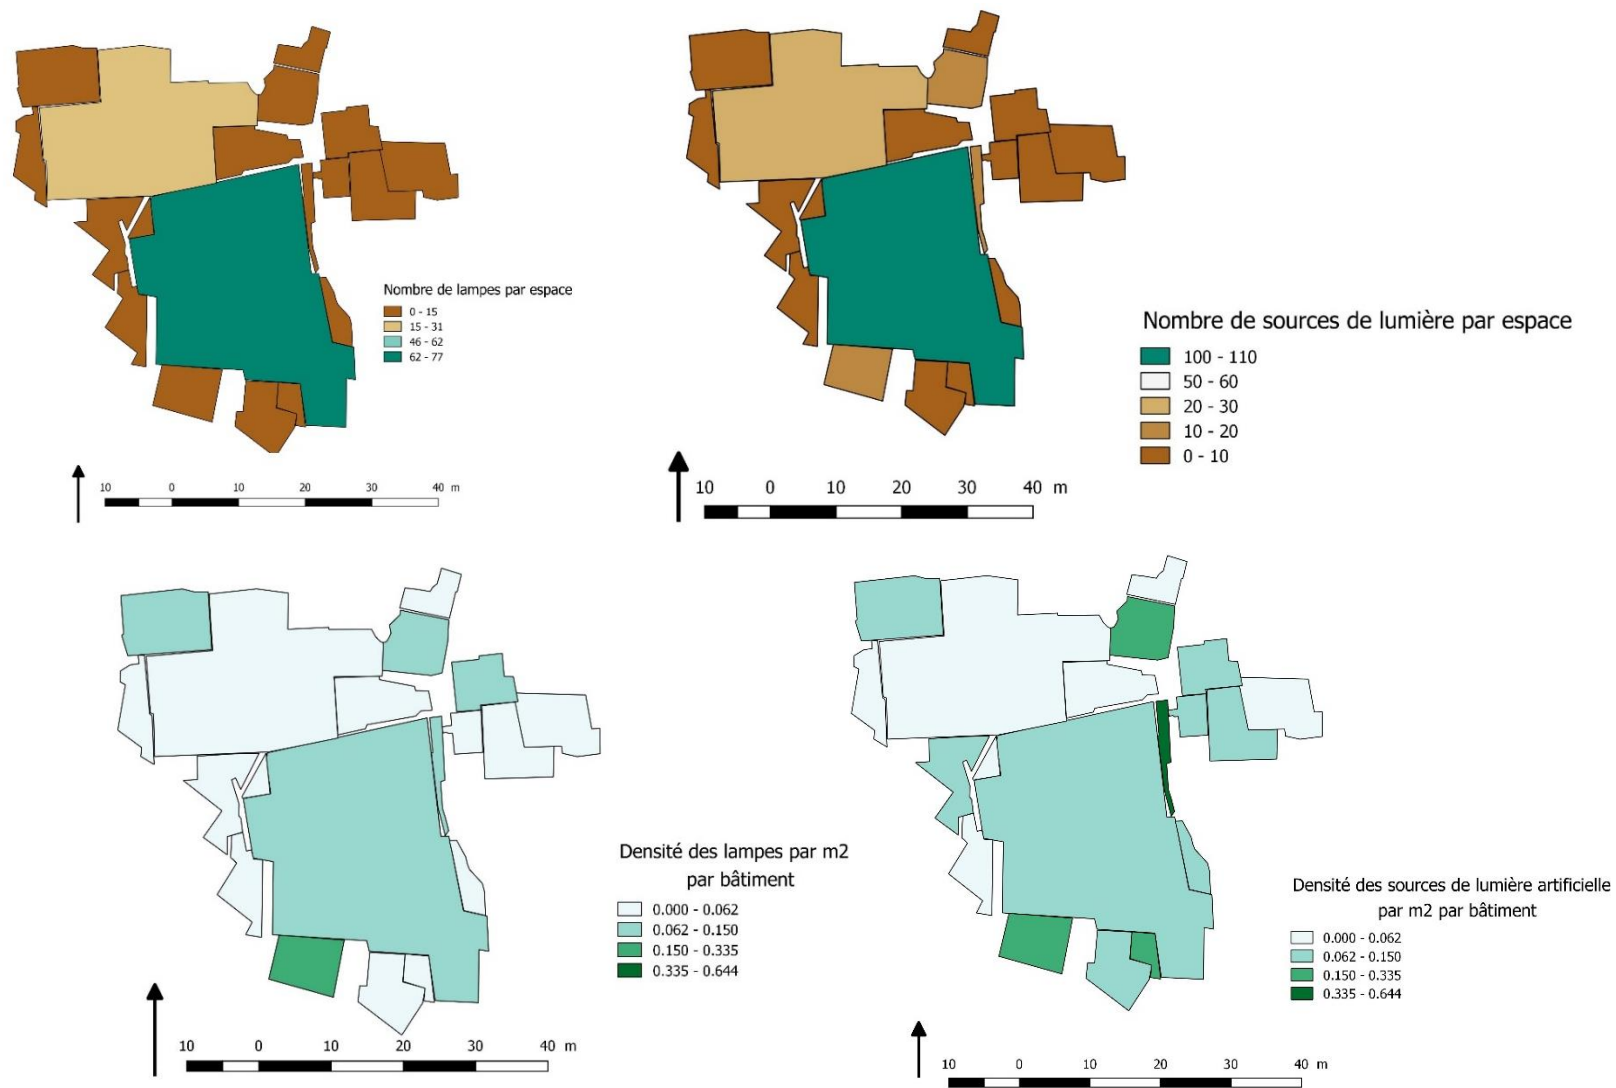 Nombre de lampes par espace
0 - 15
15 - 31
46 - 62
62 - 77
10 0 10 20 30 40 m
Nombre de sources de lumière par espace
100 - 110
50 - 60
20 - 30
10 - 20
0 - 10
10 0 10 20 30 40 m
Densité des lampes par m2
par bâtiment
0.000 - 0.062
0.062 - 0.150
0.150 - 0.335
0.335 - 0.644
10 0 10 20 30 40 m
Densité des sources de lumière artificielle
par m2 par bâtiment
0.000 - 0.062
0.062 - 0.150
0.150 - 0.335
0.335 - 0.644
10 0 10 20 30 40 m